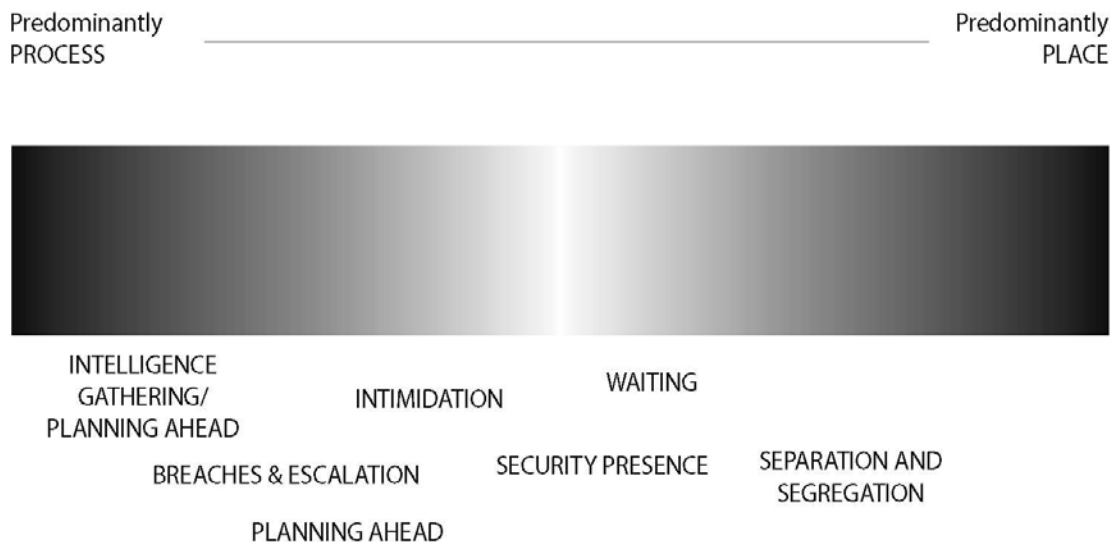 Predominantly
PROCESS
Predominantly
PLACE
INTELLIGENCE
GATHERING/
PLANNING AHEAD
INTIMIDATION
WAITING
BREACHES & ESCALATION
SECURITY PRESENCE
SEPARATION AND
SEGREGATION
PLANNING AHEAD